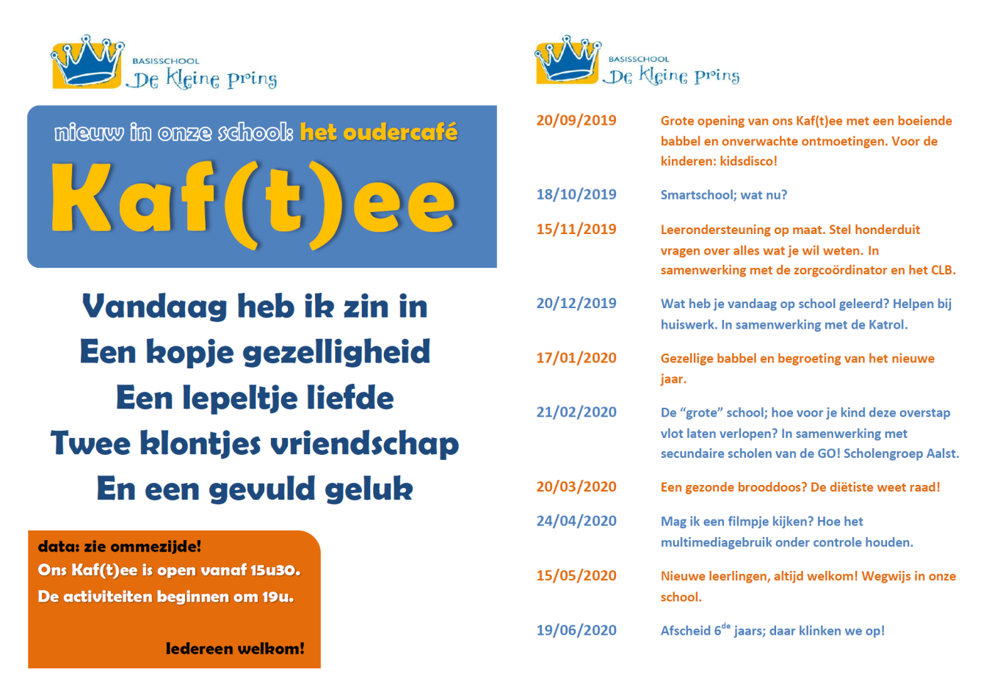 BASISSCHOOL
De Kleine Prins
nieuw in onze school: het oudercafé
Kaf(t)ee
Vandaag heb ik zin in
Een kopje gezelligheid
Een lepeltje liefde
Twee klontjes vriendschap
En een gevuld geluk
data: zie ommezijde!
Ons Kaf(t)ee is open vanaf 15u30.
De activiteiten beginnen om 19u.
Iedereen welkom!
BASISSCHOOL
De Kleine Prins
20/09/2019 Grote opening van ons Kaf(t)ee met een boeiende
babbel en onverwachte ontmoetingen. Voor de
kinderen: kidsdisco!
18/10/2019 Smartschool; wat nu?
15/11/2019 Leerondersteuning op maat. Stel honderduit
vragen over alles wat je wil weten. In
samenwerking met de zorgcoördinator en het CLB.
20/12/2019 Wat heb je vandaag op school geleerd? Helpen bij
huiswerk. In samenwerking met de Katrol.
17/01/2020 Gezellige babbel en begroeting van het nieuwe
jaar.
21/02/2020 De “grote” school; hoe voor je kind deze overstap
vlot laten verlopen? In samenwerking met
secundaire scholen van de GO! Scholengroep Aalst.
20/03/2020 Een gezonde brooddoos? De diëtiste weet raad!
24/04/2020 Mag ik een filmpje kijken? Hoe het
multimediagebruik onder controle houden.
15/05/2020 Nieuwe leerlingen, altijd welkom! Wegwijs in onze
school.
19/06/2020 Afscheid 6de jaars; daar klinken we op!